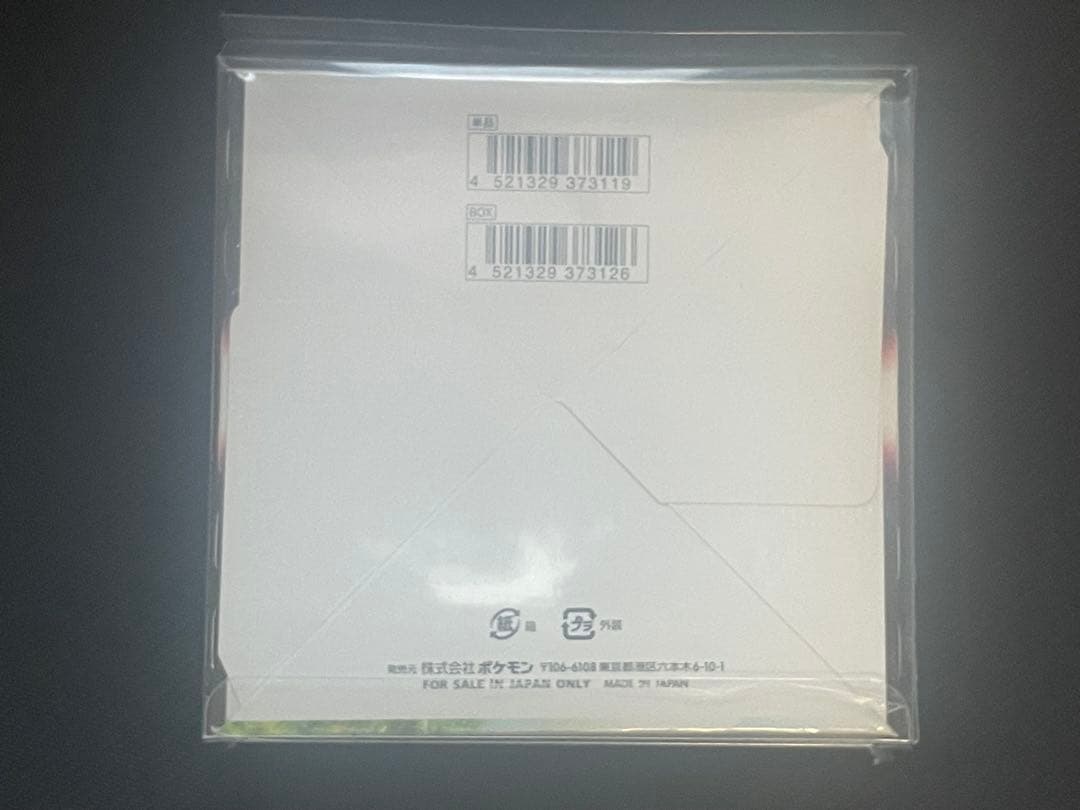 単品
4 521329 373119
BOX
4 521329 373126
紙 箱
プラ 外装
発売元 株式会社 ポケモン 〒106-6108 東京都港区六本木6-10-1
FOR SALE IN JAPAN ONLY MADE IN JAPAN